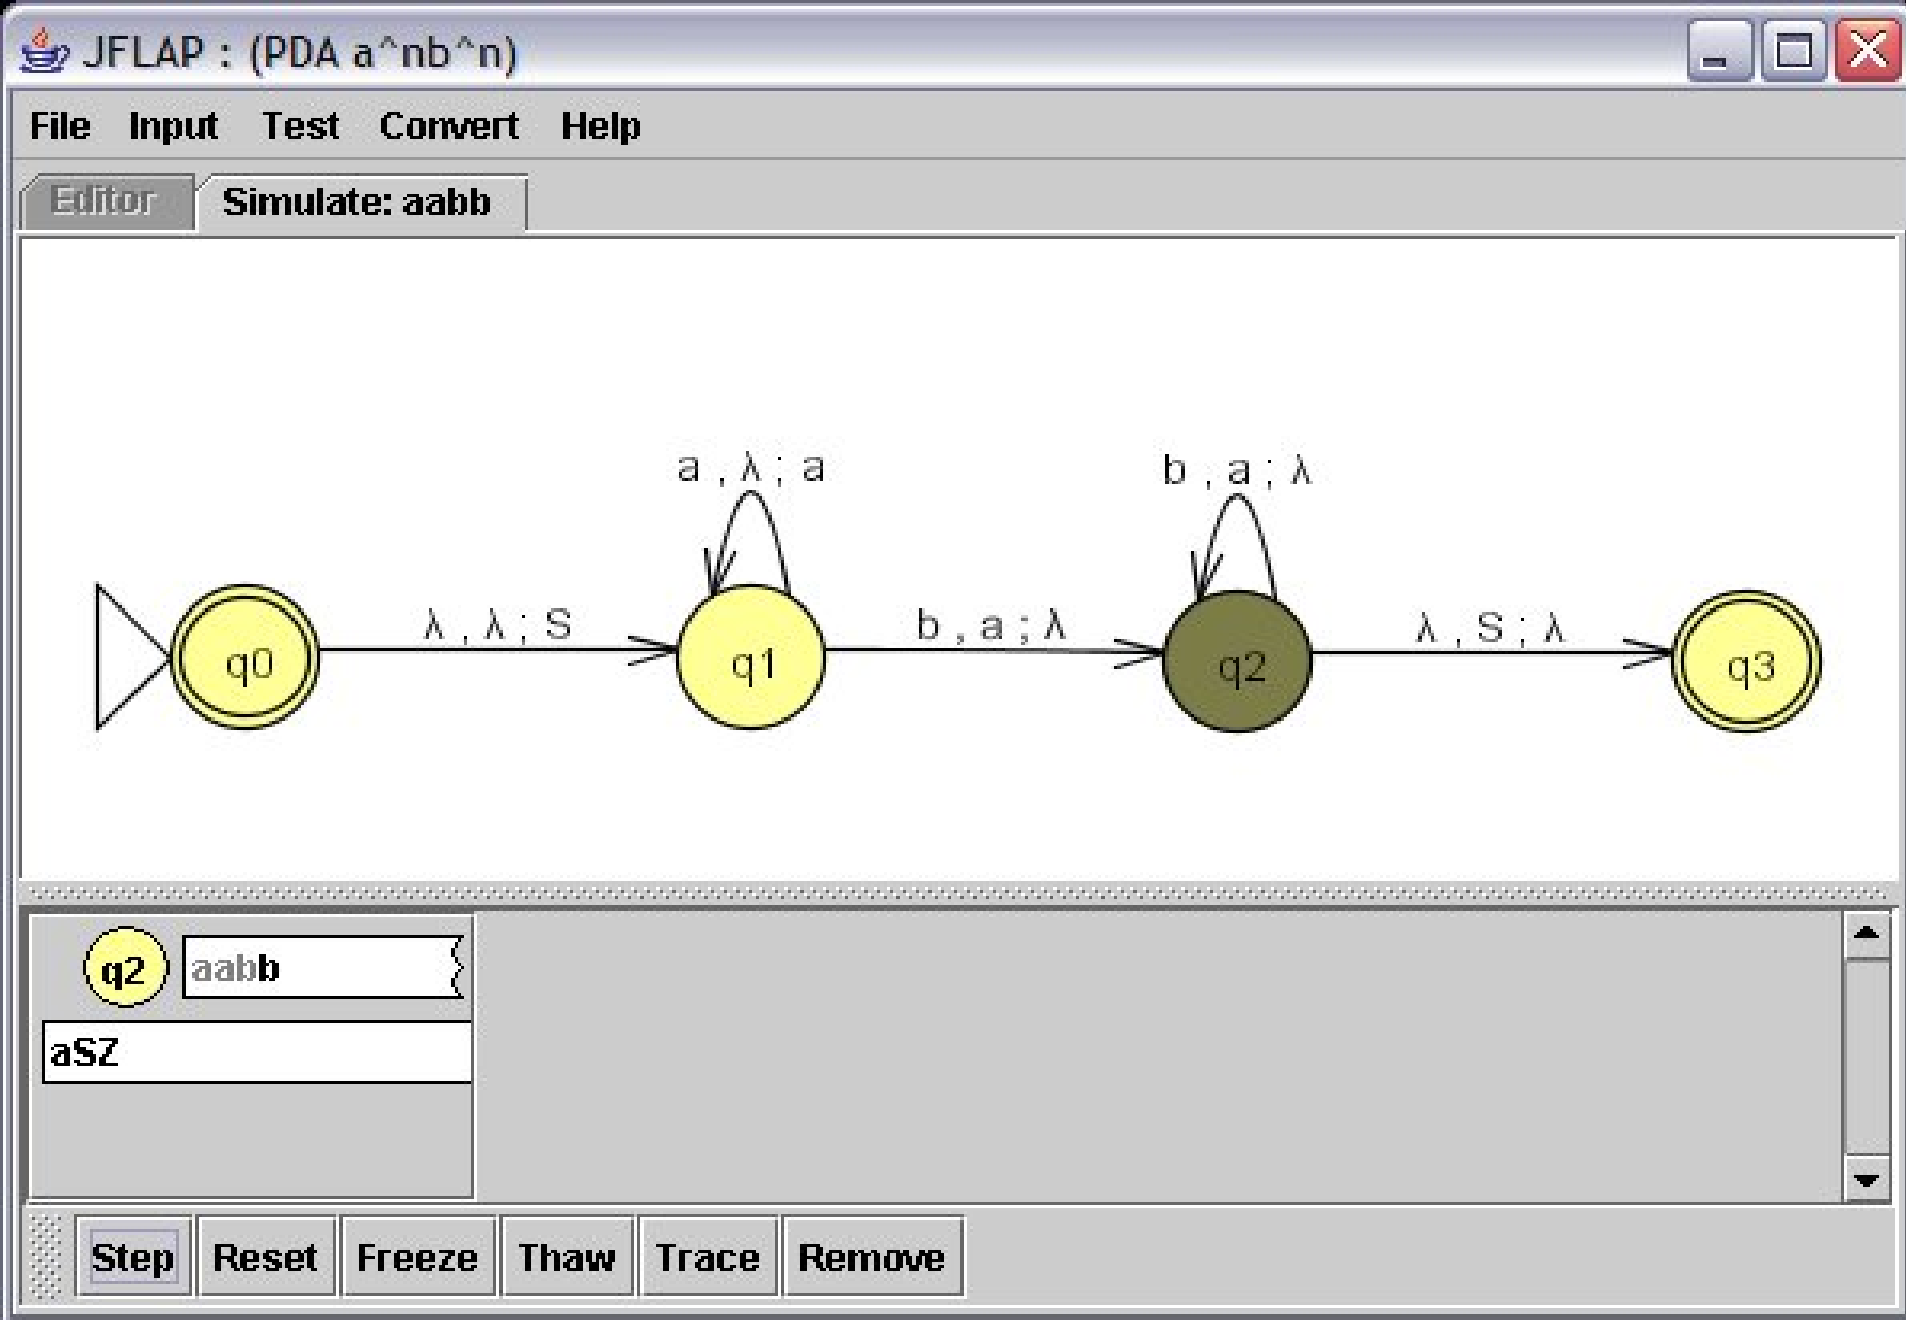 JFLAP : (PDA a^nb^n)
File Input Test Convert Help
Editor Simulate: aabb
a , λ ; a b , a ; λ
λ , λ ; S b , a ; λ λ , S ; λ
q0 q1 q2 q3
q2 aabb
aSZ
Step Reset Freeze Thaw Trace Remove